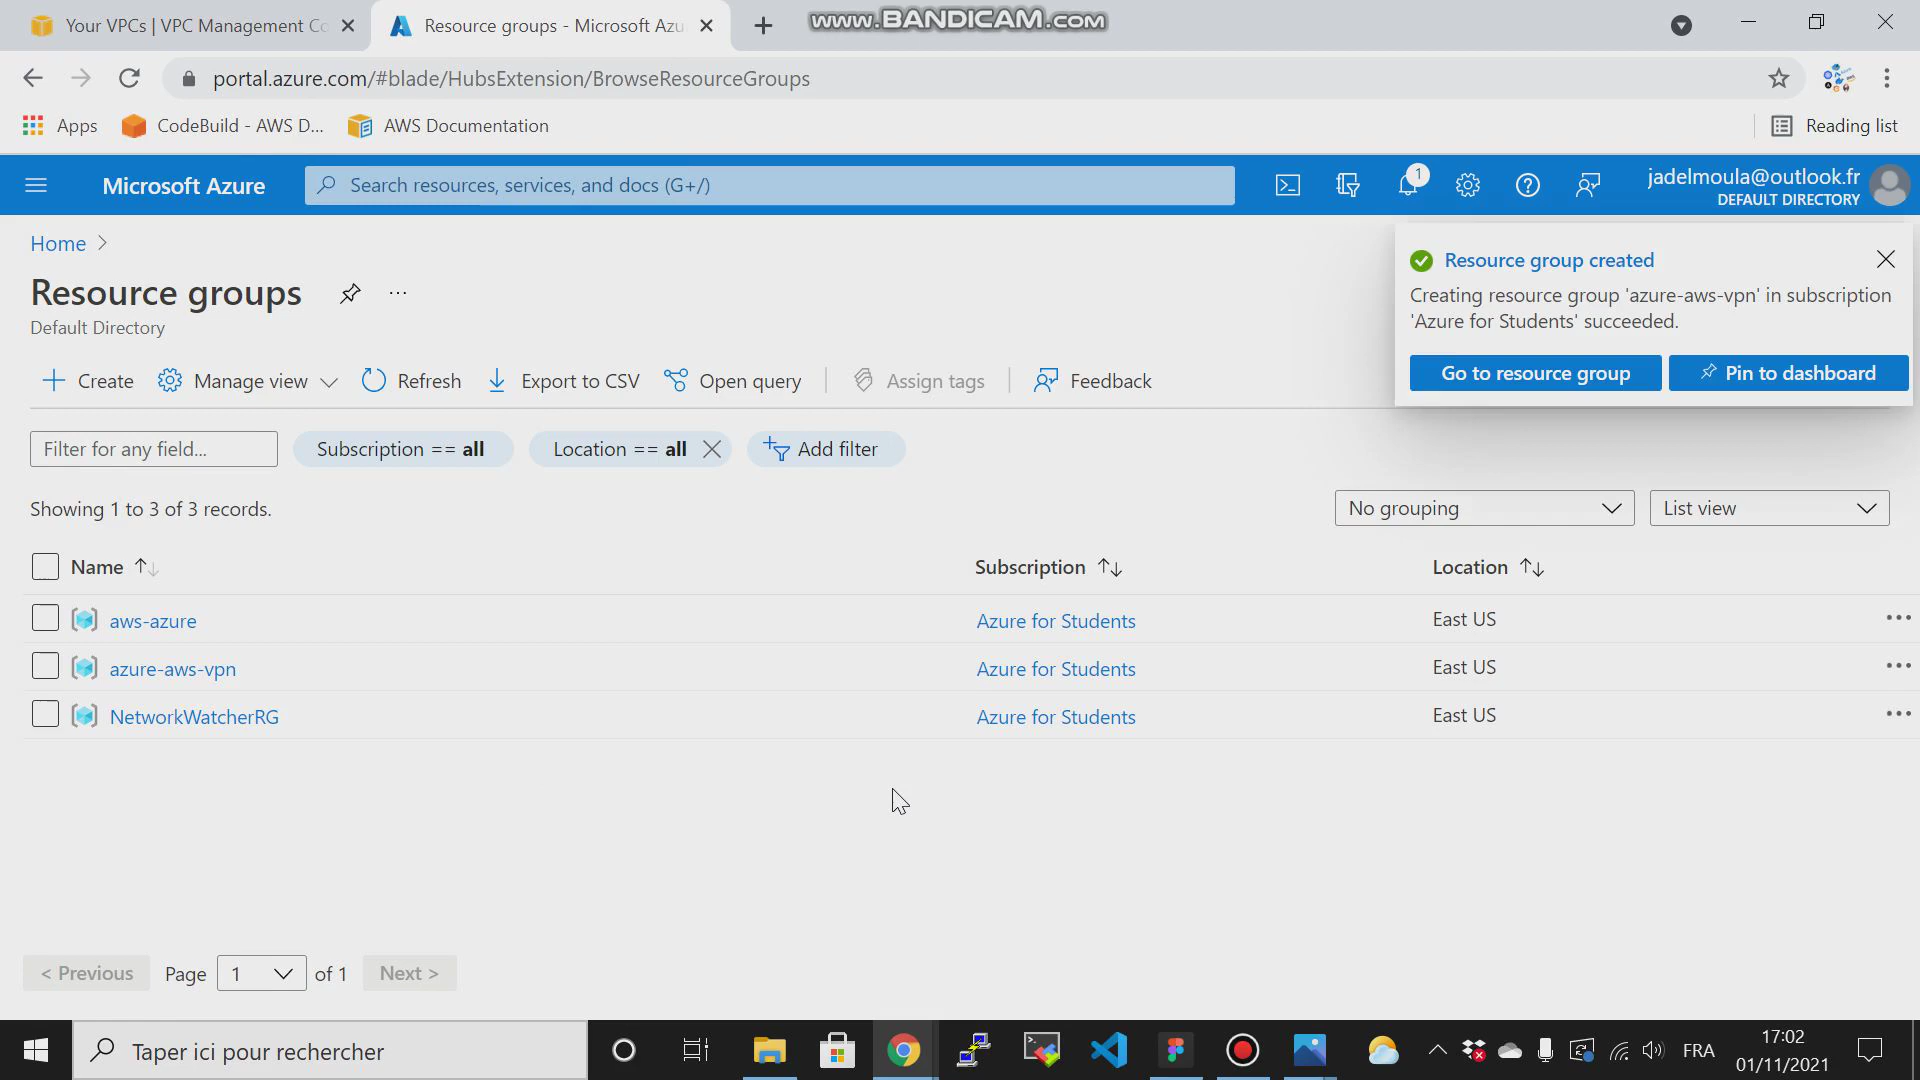 Your VPCs | VPC Management Co
Resource groups - Microsoft Azu
www.BANDICAM.com
portal.azure.com/#blade/HubsExtension/BrowseResourceGroups
Apps
CodeBuild - AWS D...
AWS Documentation
Reading list
Microsoft Azure
Search resources, services, and docs (G+/)
1
jadelmoula@outlook.fr
DEFAULT DIRECTORY
Home >
Resource groups
...
Default Directory
Resource group created
Creating resource group 'azure-aws-vpn' in subscription
'Azure for Students' succeeded.
Go to resource group
Pin to dashboard
Create
Manage view
Refresh
Export to CSV
Open query
Assign tags
Feedback
Filter for any field...
Subscription == all
Location == all
Add filter
Showing 1 to 3 of 3 records.
No grouping
List view
Name
Subscription
Location
aws-azure
Azure for Students
East US
azure-aws-vpn
Azure for Students
East US
NetworkWatcherRG
Azure for Students
East US
< Previous
Page
1
of 1
Next >
Taper ici pour rechercher
FRA
17:02
01/11/2021